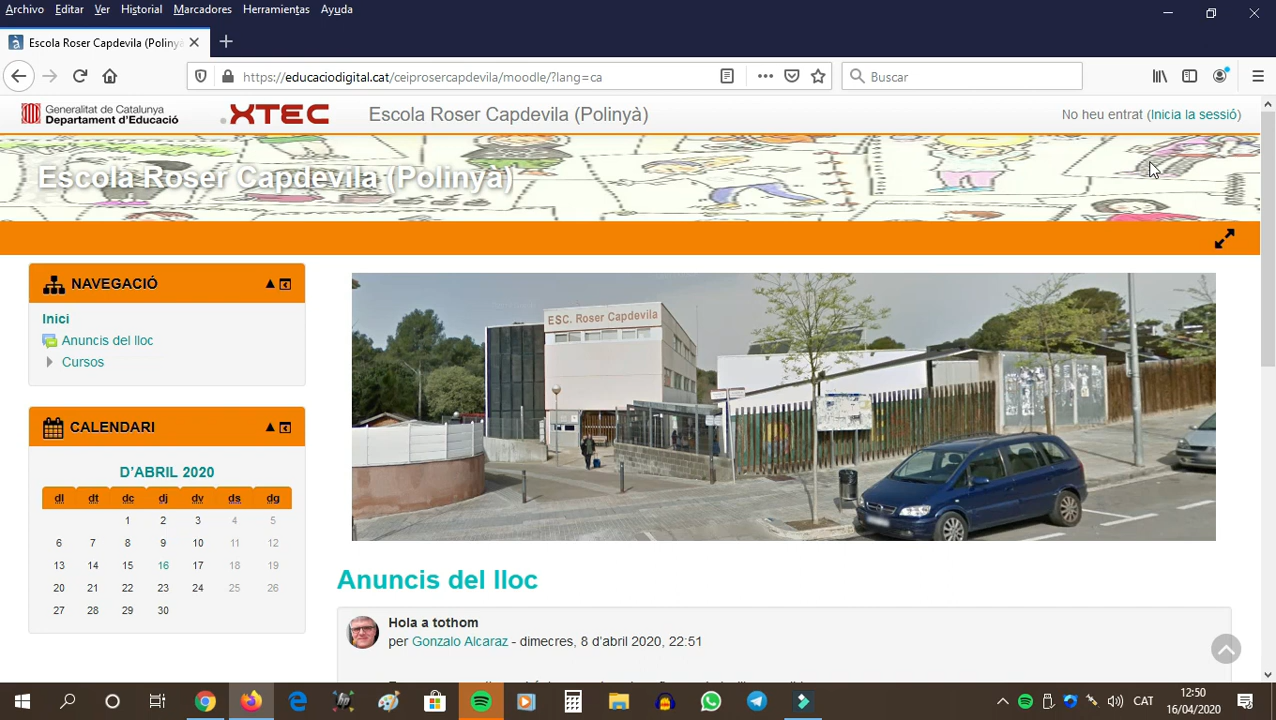 Archivo Editar Ver Historial Marcadores Herramientas Ayuda
Escola Roser Capdevila (Polinyà
https://educaciodigital.cat/ceiprosercapdevila/moodle/?lang=ca
Buscar
Generalitat de Catalunya
Departament d'Educació
XTEC
Escola Roser Capdevila (Polinyà)
No heu entrat (Inicia la sessió)
Escola Roser Capdevila (Polinyà)
NAVEGACIÓ
Inici
Anuncis del lloc
Cursos
ESC. Roser Capdevila
CALENDARI
D'ABRIL 2020
dl dt dc dj dv ds dg
1 2 3 4 5
6 7 8 9 10 11 12
13 14 15 16 17 18 19
20 21 22 23 24 25 26
27 28 29 30
Anuncis del lloc
Hola a tothom
per Gonzalo Alcaraz - dimecres, 8 d'abril 2020, 22:51
CAT
12:50
16/04/2020